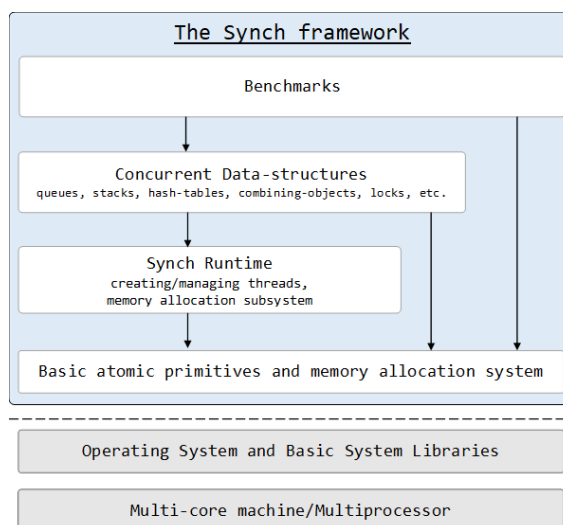 The Synch framework
Benchmarks
Concurrent Data-structures
queues, stacks, hash-tables, combining-objects, locks, etc.
Synch Runtime
creating/managing threads,
memory allocation subsystem
Basic atomic primitives and memory allocation system
Operating System and Basic System Libraries
Multi-core machine/Multiprocessor